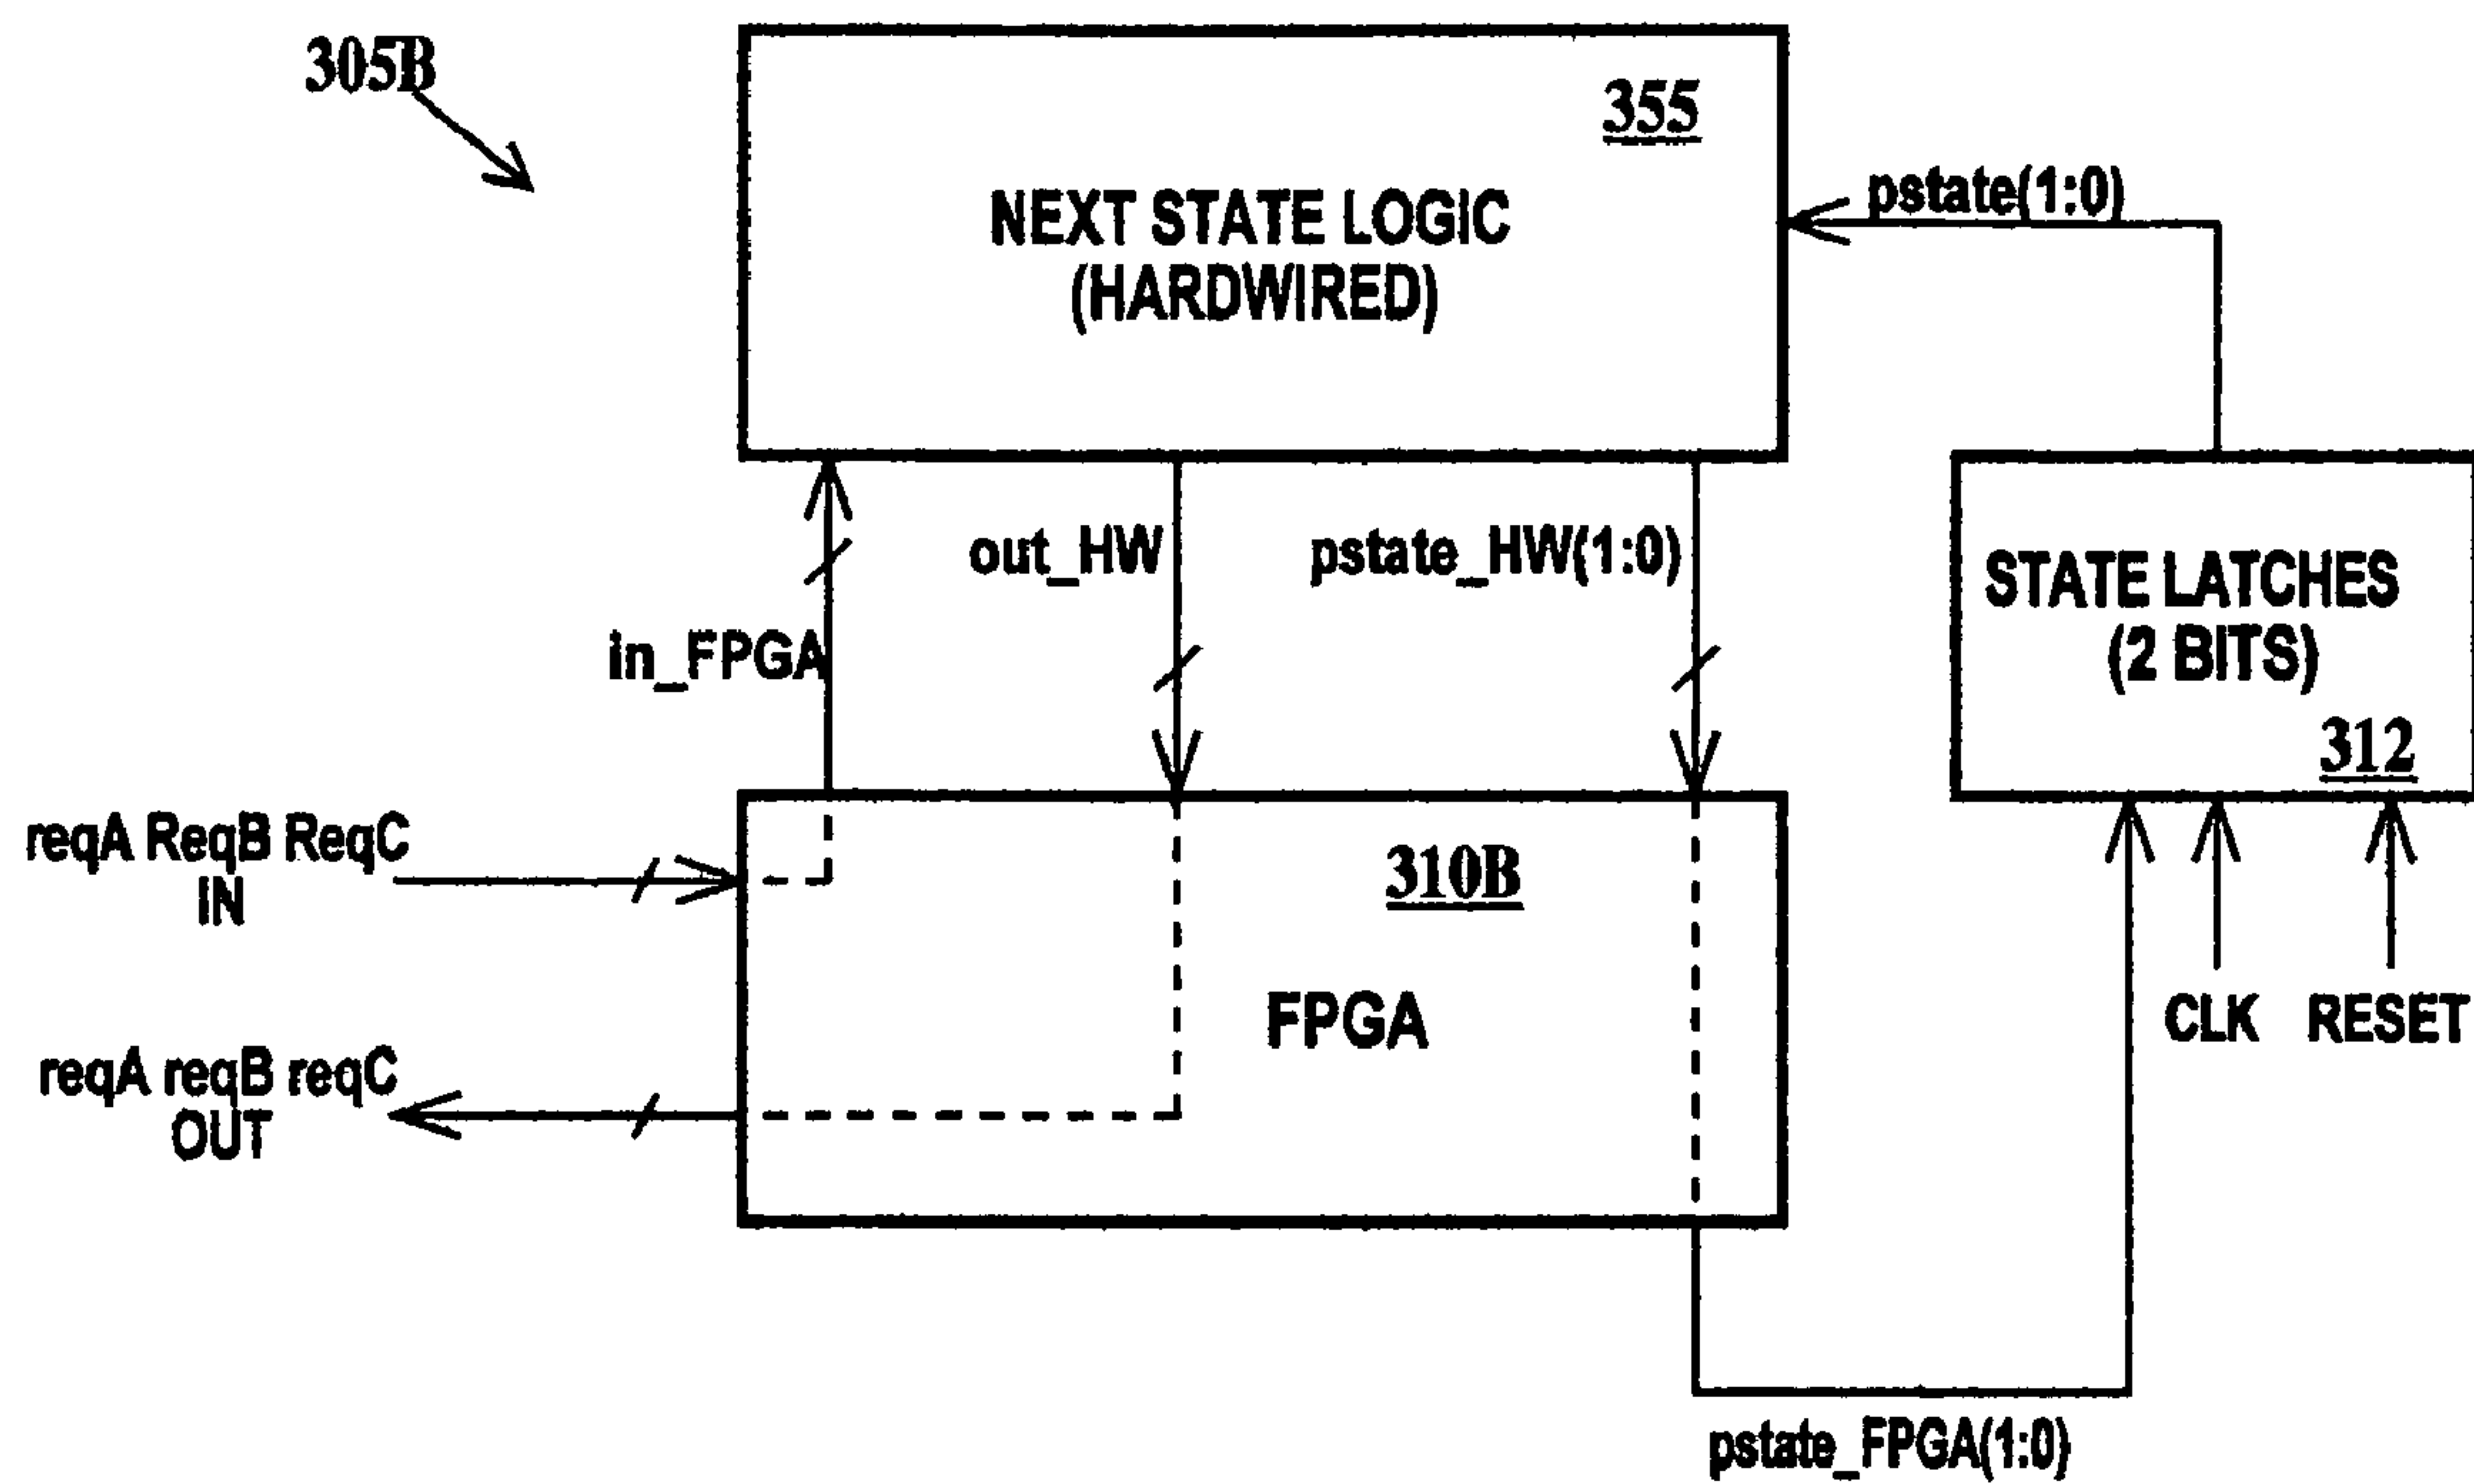 305B
355
NEXT STATE LOGIC
(HARDWIRED)
pstate(1:0)
out_HW
pstate_HW(1:0)
in_FPGA
STATE LATCHES
(2 BITS)
312
reqA ReqB ReqC
IN
310B
FPGA
reqA reqB reqC
OUT
CLK
RESET
pstate_FPGA(1:0)